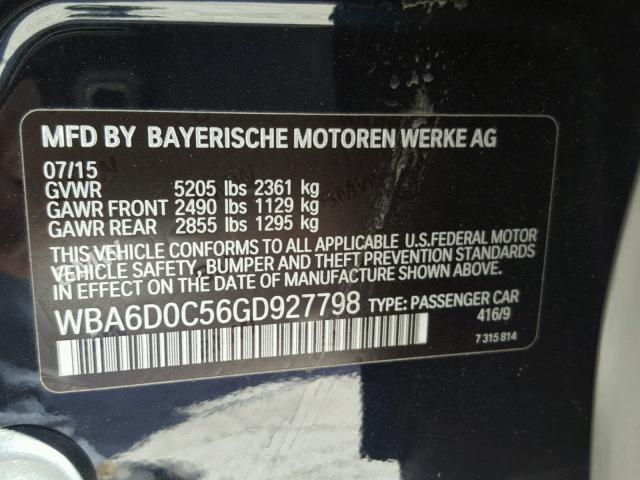 MFD BY BAYERISCHE MOTOREN WERKE AG
07/15
GVWR 5205 lbs 2361 kg
GAWR FRONT 2490 lbs 1129 kg
GAWR REAR 2855 lbs 1295 kg
THIS VEHICLE CONFORMS TO ALL APPLICABLE U.S.FEDERAL MOTOR
VEHICLE SAFETY, BUMPER AND THEFT PREVENTION STANDARDS
IN EFFECT ON THE DATE OF MANUFACTURE SHOWN ABOVE.
WBA6D0C56GD927798 TYPE: PASSENGER CAR
416/9
7 315 814